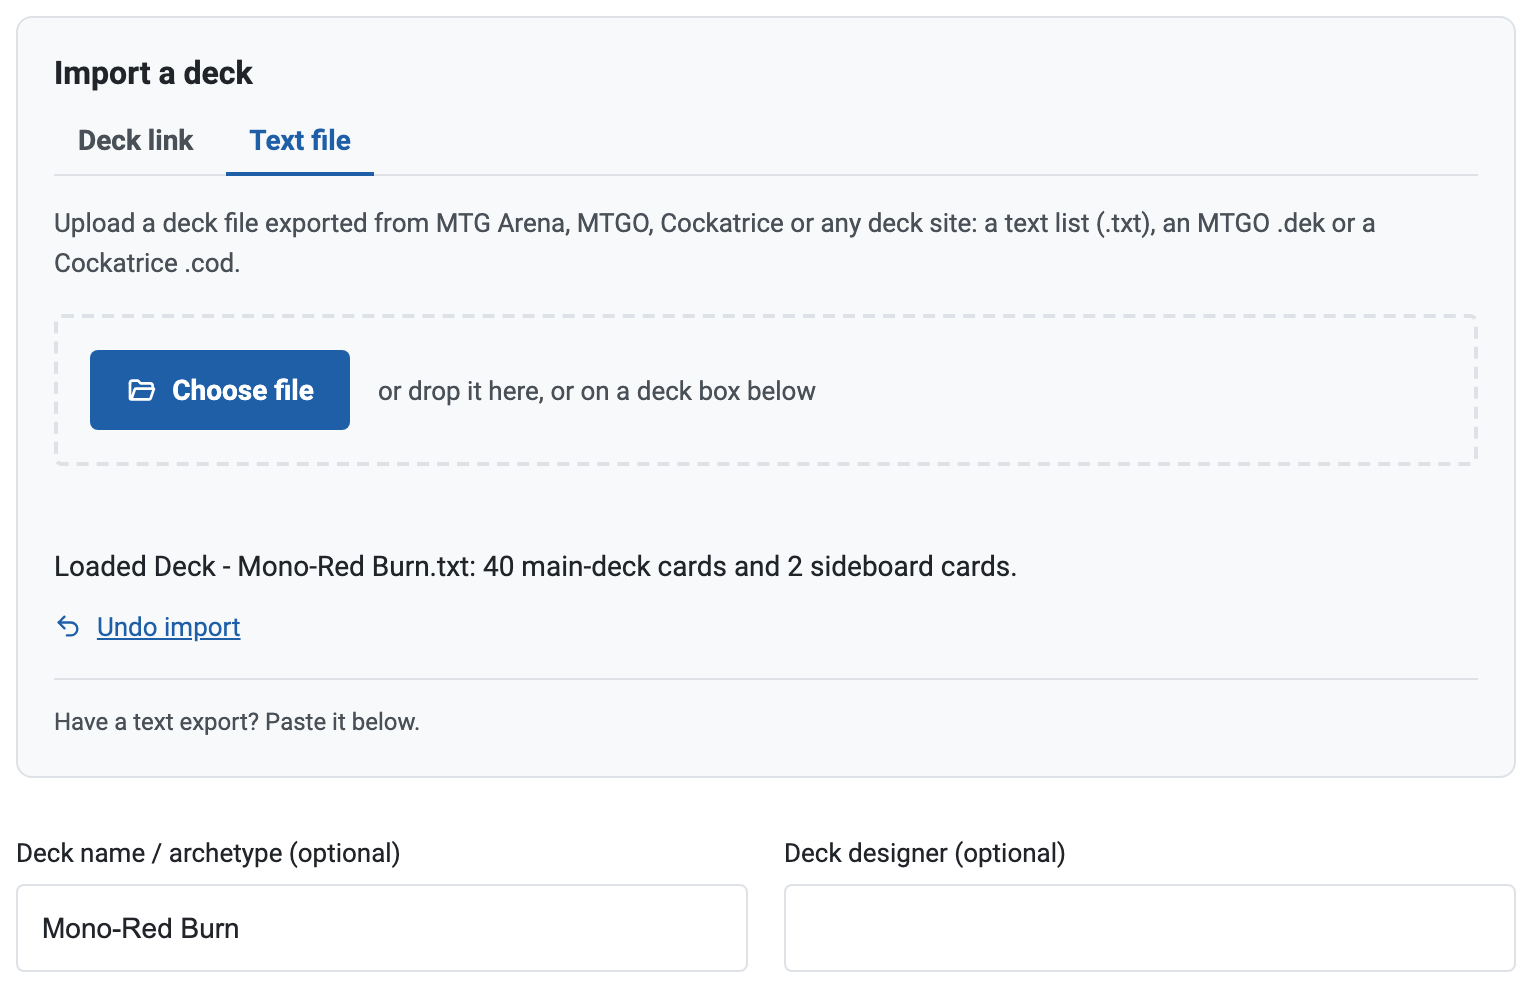 Import a deck
Deck link
Text file
Upload a deck file exported from MTG Arena, MTGO, Cockatrice or any deck site: a text list (.txt), an MTGO .dek or a
Cockatrice .cod.
Choose file
or drop it here, or on a deck box below
Loaded Deck - Mono-Red Burn.txt: 40 main-deck cards and 2 sideboard cards.
Undo import
Have a text export? Paste it below.
Deck name / archetype (optional)
Deck designer (optional)
Mono-Red Burn